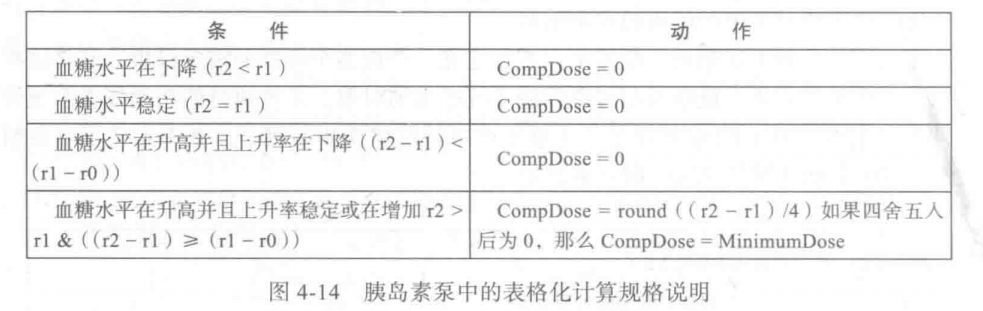 条 件 动 作
血糖水平在下降(r2 < r1) CompDose = 0
血糖水平稳定(r2 = r1) CompDose = 0
血糖水平在升高并且上升率在下降((r2 - r1) <
(r1 - r0)) CompDose = 0
血糖水平在升高并且上升率稳定或在增加 r2 > CompDose = round((r2 - r1)/4)如果四舍五入
r1 & ((r2 - r1) ≥ (r1 - r0)) 后为 0,那么 CompDose = MinimumDose
图 4-14 胰岛素泵中的表格化计算规格说明